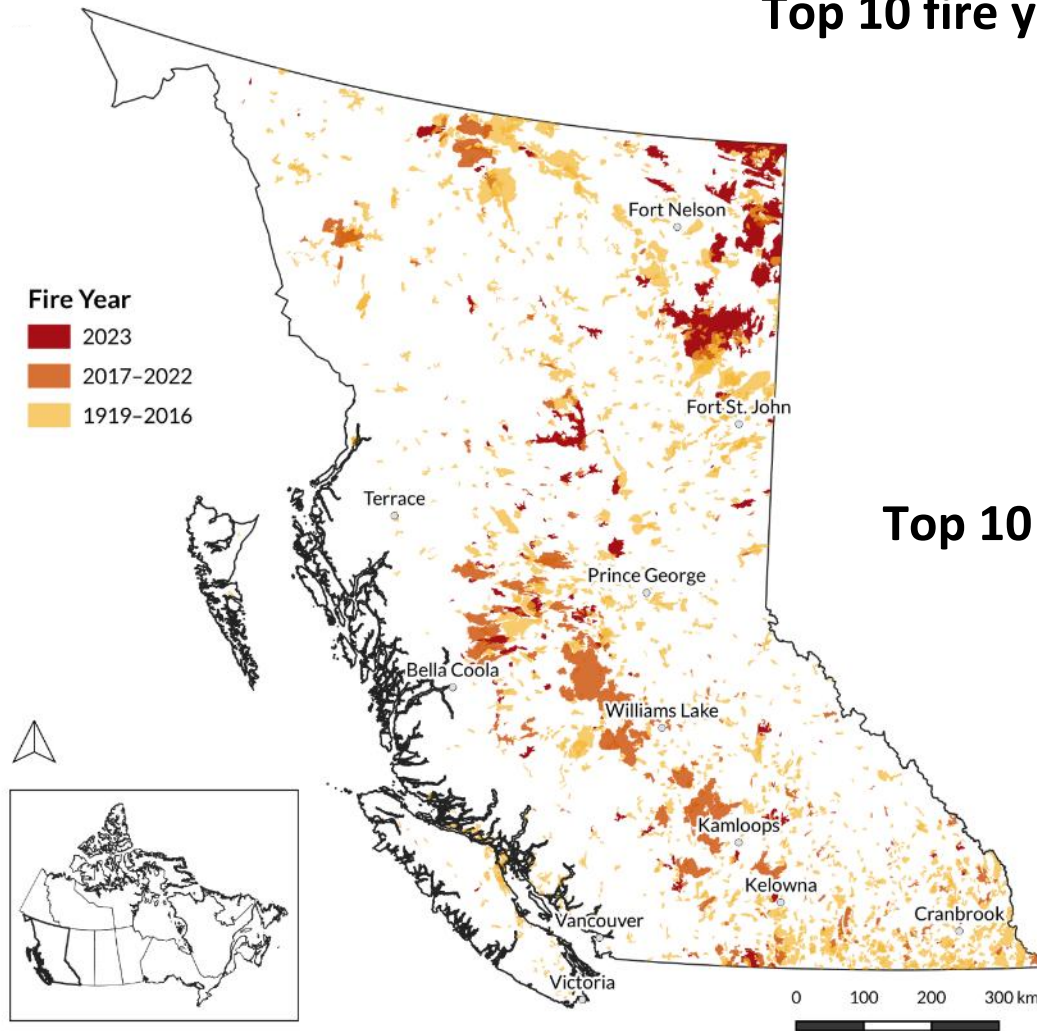 Top 10 fire y
Fort Nelson
Fire Year
2023
2017–2022
1919–2016
Fort St. John
Terrace
Top 10
Prince George
Bella Coola
Williams Lake
Kamloops
Kelowna
Cranbrook
Vancouver
Victoria
0 100 200 300 km